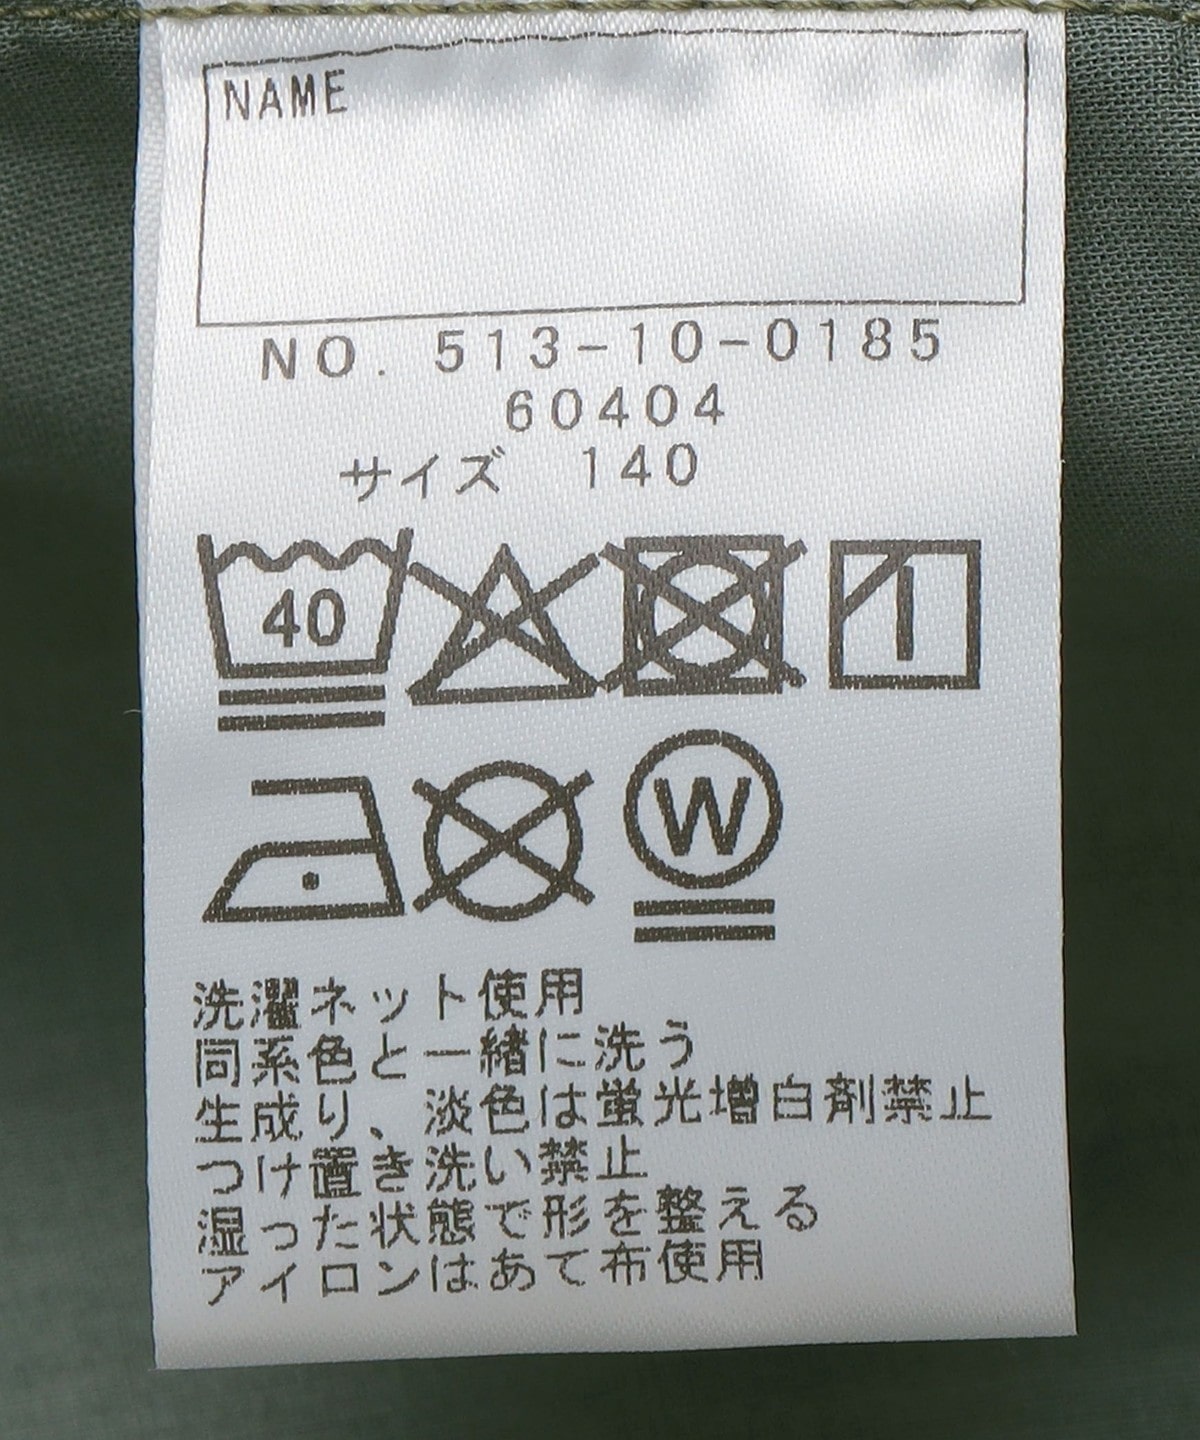 NAME
NO. 513-10-0185
60404
サイズ 140
40
W
洗濯ネット使用
同系色と一緒に洗う
生成り、淡色は蛍光増白剤禁止
つけ置き洗い禁止
湿った状態で形を整える
アイロンはあて布使用